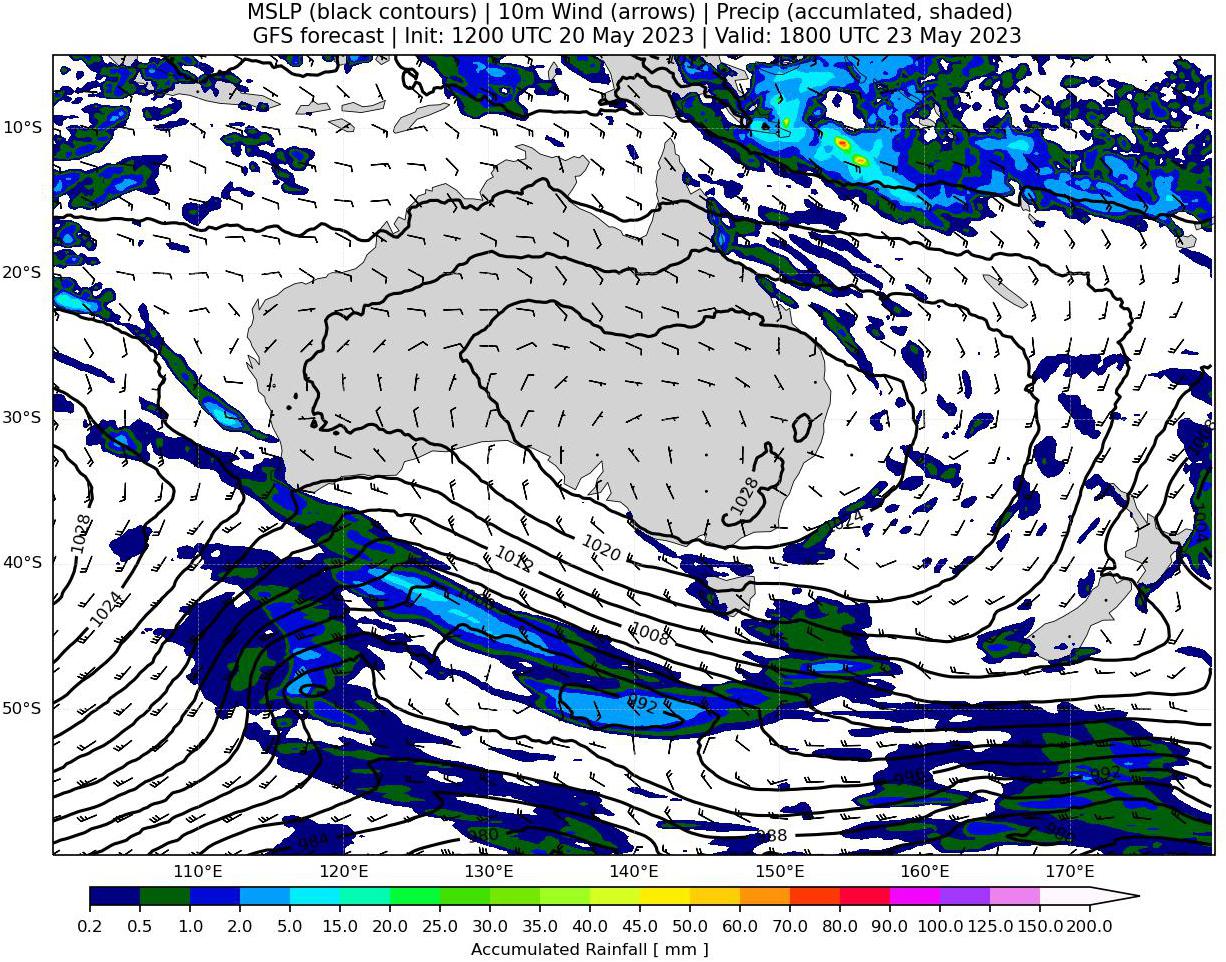 MSLP (black contours) | 10m Wind (arrows) | Precip (accumlated, shaded)
GFS forecast | Init: 1200 UTC 20 May 2023 | Valid: 1800 UTC 23 May 2023
10°S
20°S
30°S
1028
1028
1024
1020
1012
40°S
1024
1008
992
50°S
992
988
984
980
110°E 120°E 130°E 140°E 150°E 160°E 170°E
0.2 0.5 1.0 2.0 5.0 15.0 20.0 25.0 30.0 35.0 40.0 45.0 50.0 60.0 70.0 80.0 90.0 100.0 125.0 150.0 200.0
Accumulated Rainfall [ mm ]